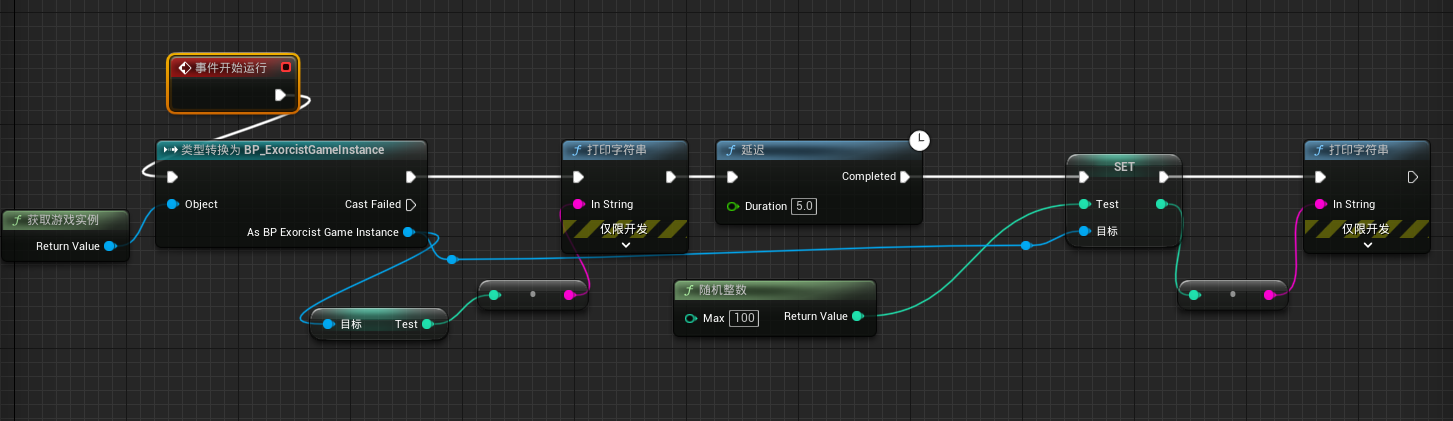 事件开始运行
类型转换为 BP_ExorcistGameInstance
Object
Cast Failed
As BP Exorcist Game Instance
f 获取游戏实例
Return Value
目标 Test
f 打印字符串
In String
仅限开发
f 延迟
Completed
Duration 5.0
f 随机整数
Max 100 Return Value
SET
Test
目标
f 打印字符串
In String
仅限开发